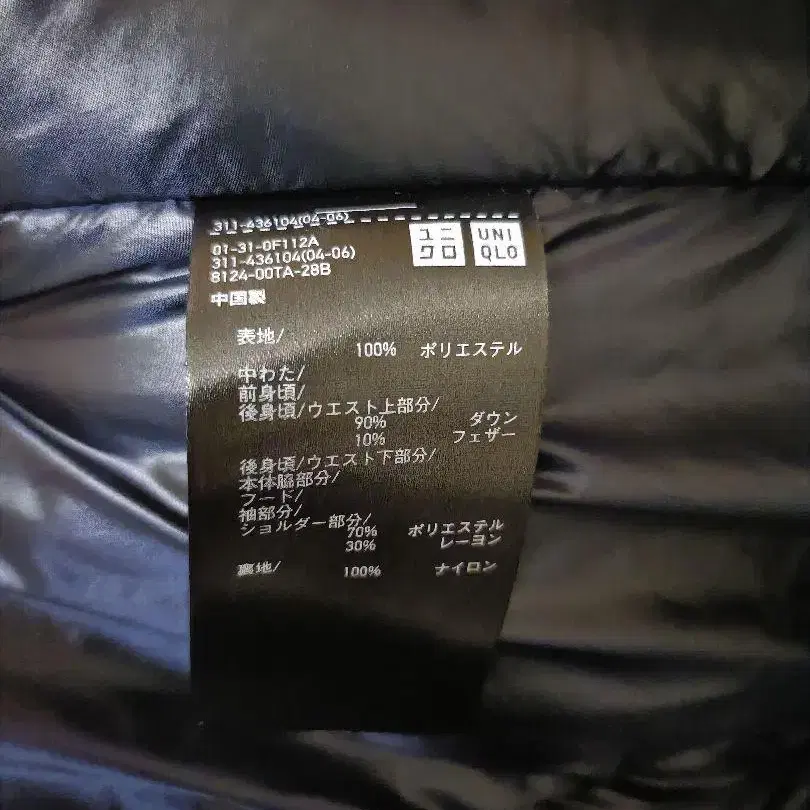 311-436104(04-06)
01-31-0F112A
311-436104(04-06)
8124-00TA-28B
ユニ
クロ
UNI
QLO
中国製
表地/
100% ポリエステル
中わた/
前身頃/
後身頃/ウエスト上部分/
90% ダウン
10% フェザー
後身頃/ウエスト下部分/
本体脇部分/
フード/
袖部分/
ショルダー部分/
70% ポリエステル
30% レーヨン
裏地/ 100% ナイロン